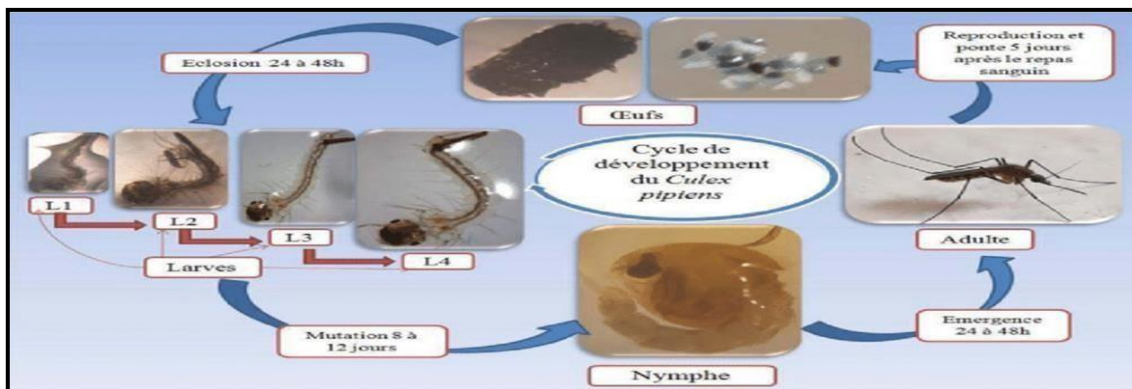 Eclosion 24 à 48h
Reproduction et
ponte 5 jours
après le repas
sanguin
Œufs
Cycle de
développement
du Culex
pipiens
L1
L2
L3
L4
Larves
Adulte
Mutation 8 à
12 jours
Emergence
24 à 48h
Nymphe